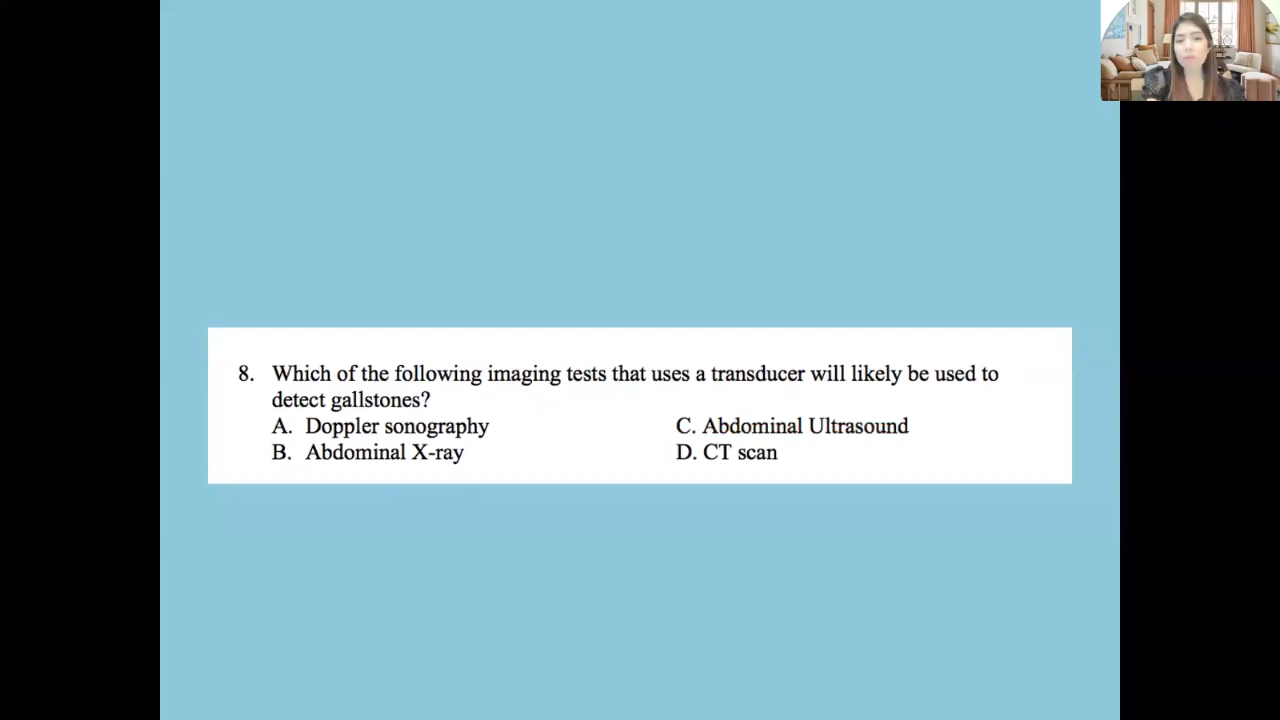 8. Which of the following imaging tests that uses a transducer will likely be used to
detect gallstones?
A. Doppler sonography
B. Abdominal X-ray
C. Abdominal Ultrasound
D. CT scan